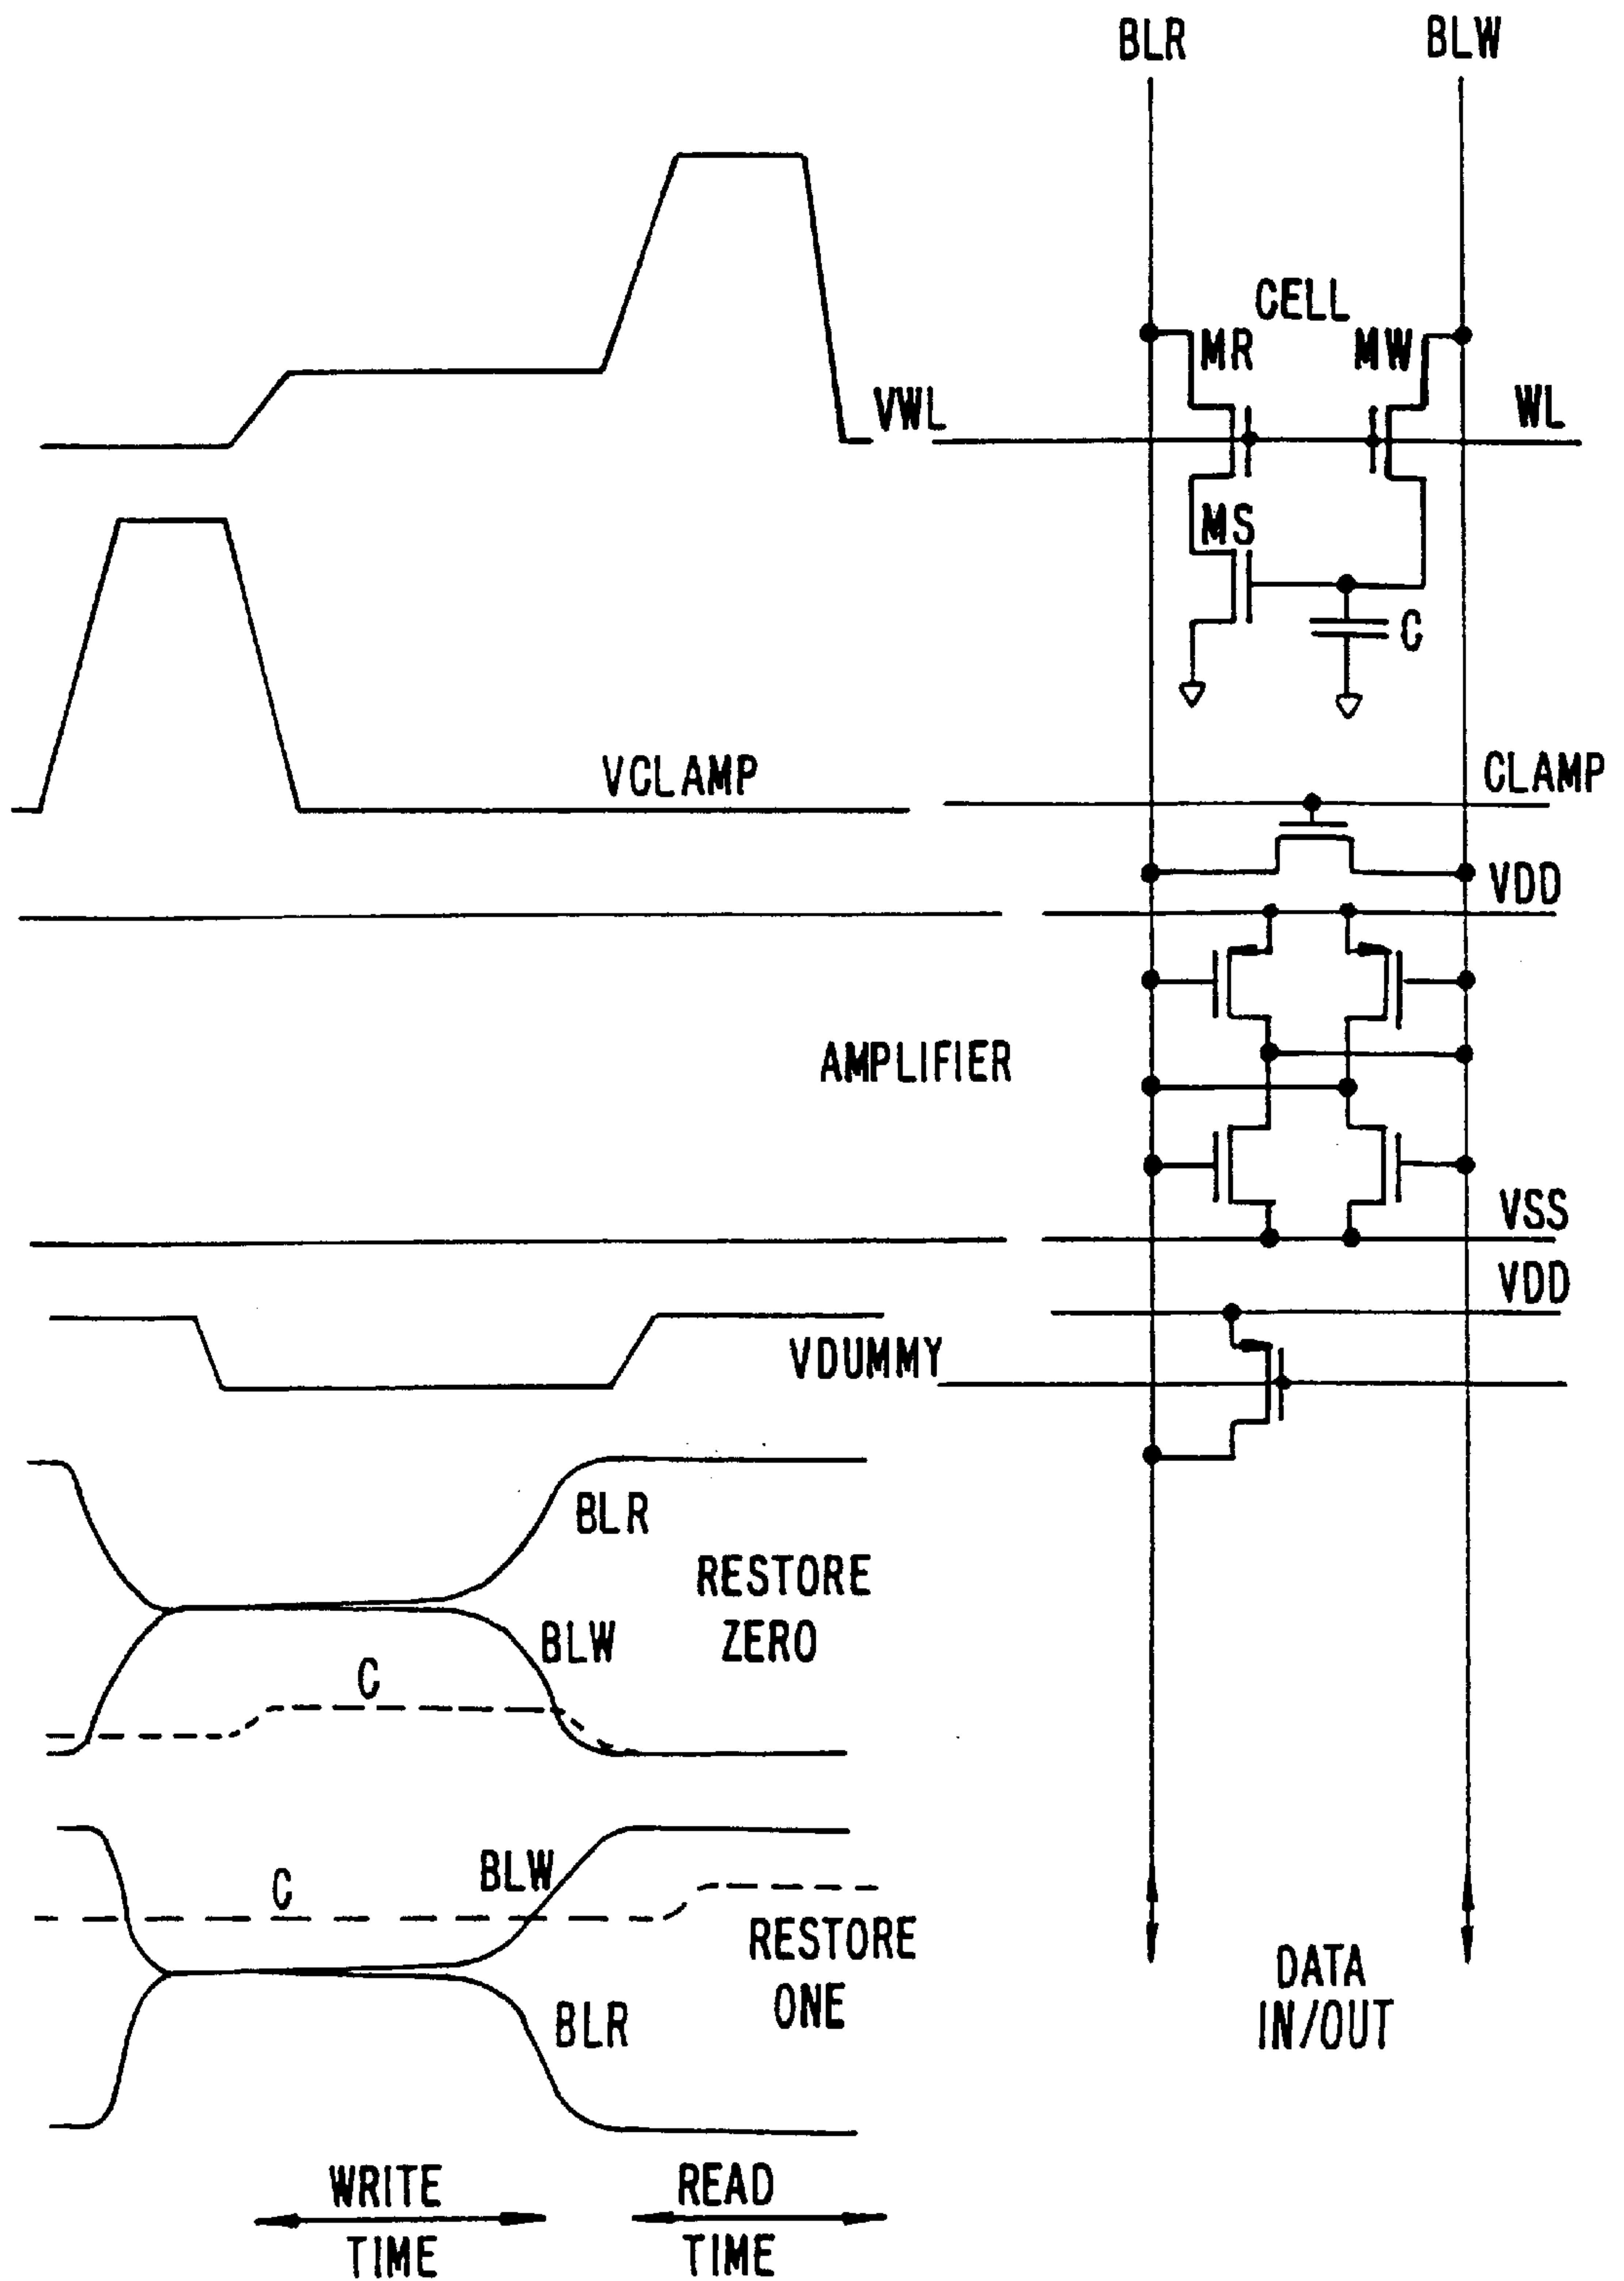 BLR
BLW
CELL
MR
MW
VWL
WL
MS
C
VCLAMP
CLAMP
VDD
AMPLIFIER
VSS
VDD
VDUMMY
BLR
RESTORE
ZERO
BLW
C
BLW
C
RESTORE
ONE
BLR
DATA
IN/OUT
WRITE
TIME
READ
TIME